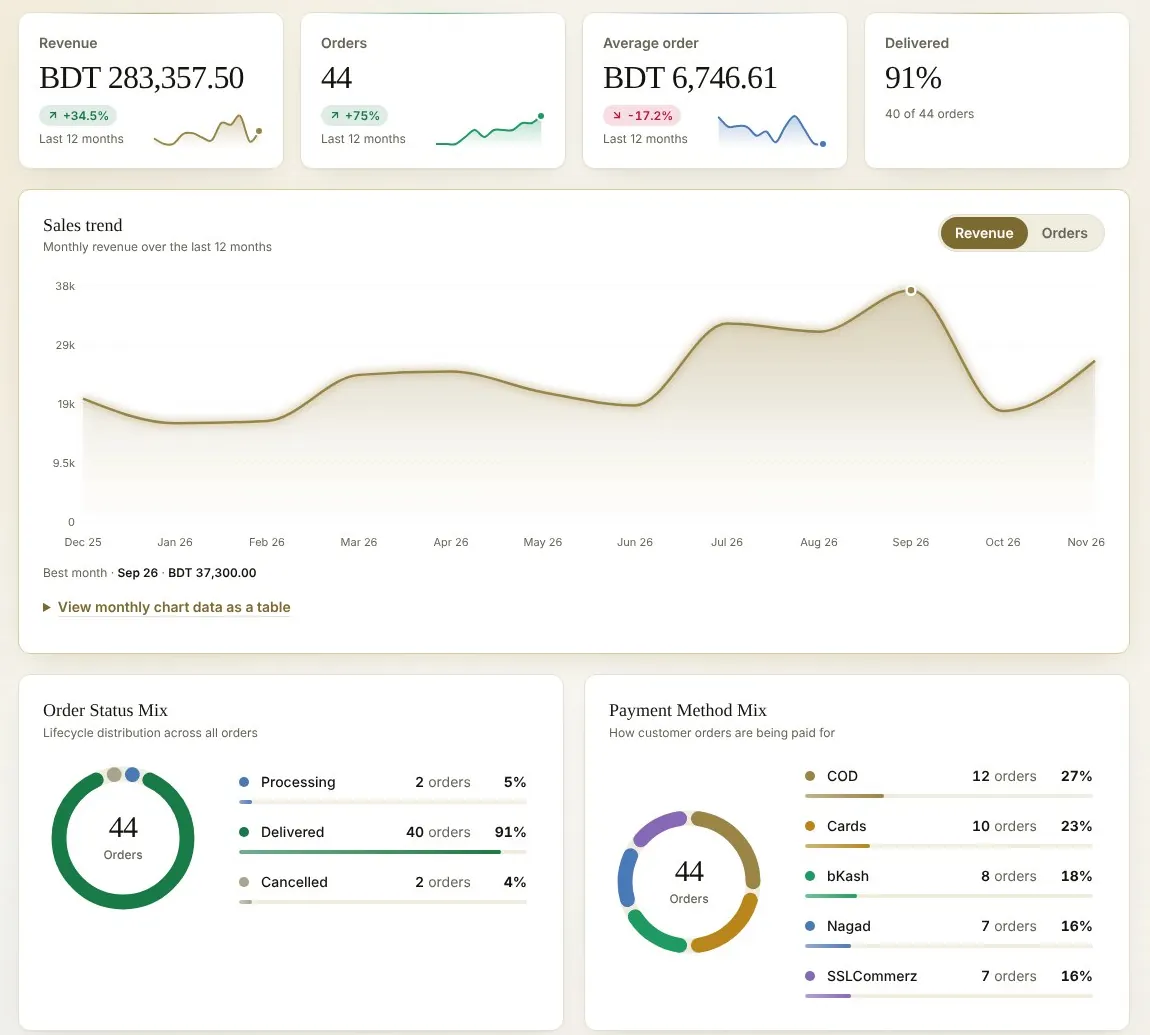 Revenue
BDT 283,357.50
+34.5%
Last 12 months
Orders
44
+75%
Last 12 months
Average order
BDT 6,746.61
-17.2%
Last 12 months
Delivered
91%
40 of 44 orders
Sales trend
Monthly revenue over the last 12 months
Revenue Orders
38k
29k
19k
9.5k
0
Dec 25 Jan 26 Feb 26 Mar 26 Apr 26 May 26 Jun 26 Jul 26 Aug 26 Sep 26 Oct 26 Nov 26
Best month · Sep 26 · BDT 37,300.00
View monthly chart data as a table
Order Status Mix
Lifecycle distribution across all orders
44
Orders
Processing 2 orders 5%
Delivered 40 orders 91%
Cancelled 2 orders 4%
Payment Method Mix
How customer orders are being paid for
44
Orders
COD 12 orders 27%
Cards 10 orders 23%
bKash 8 orders 18%
Nagad 7 orders 16%
SSLCommerz 7 orders 16%